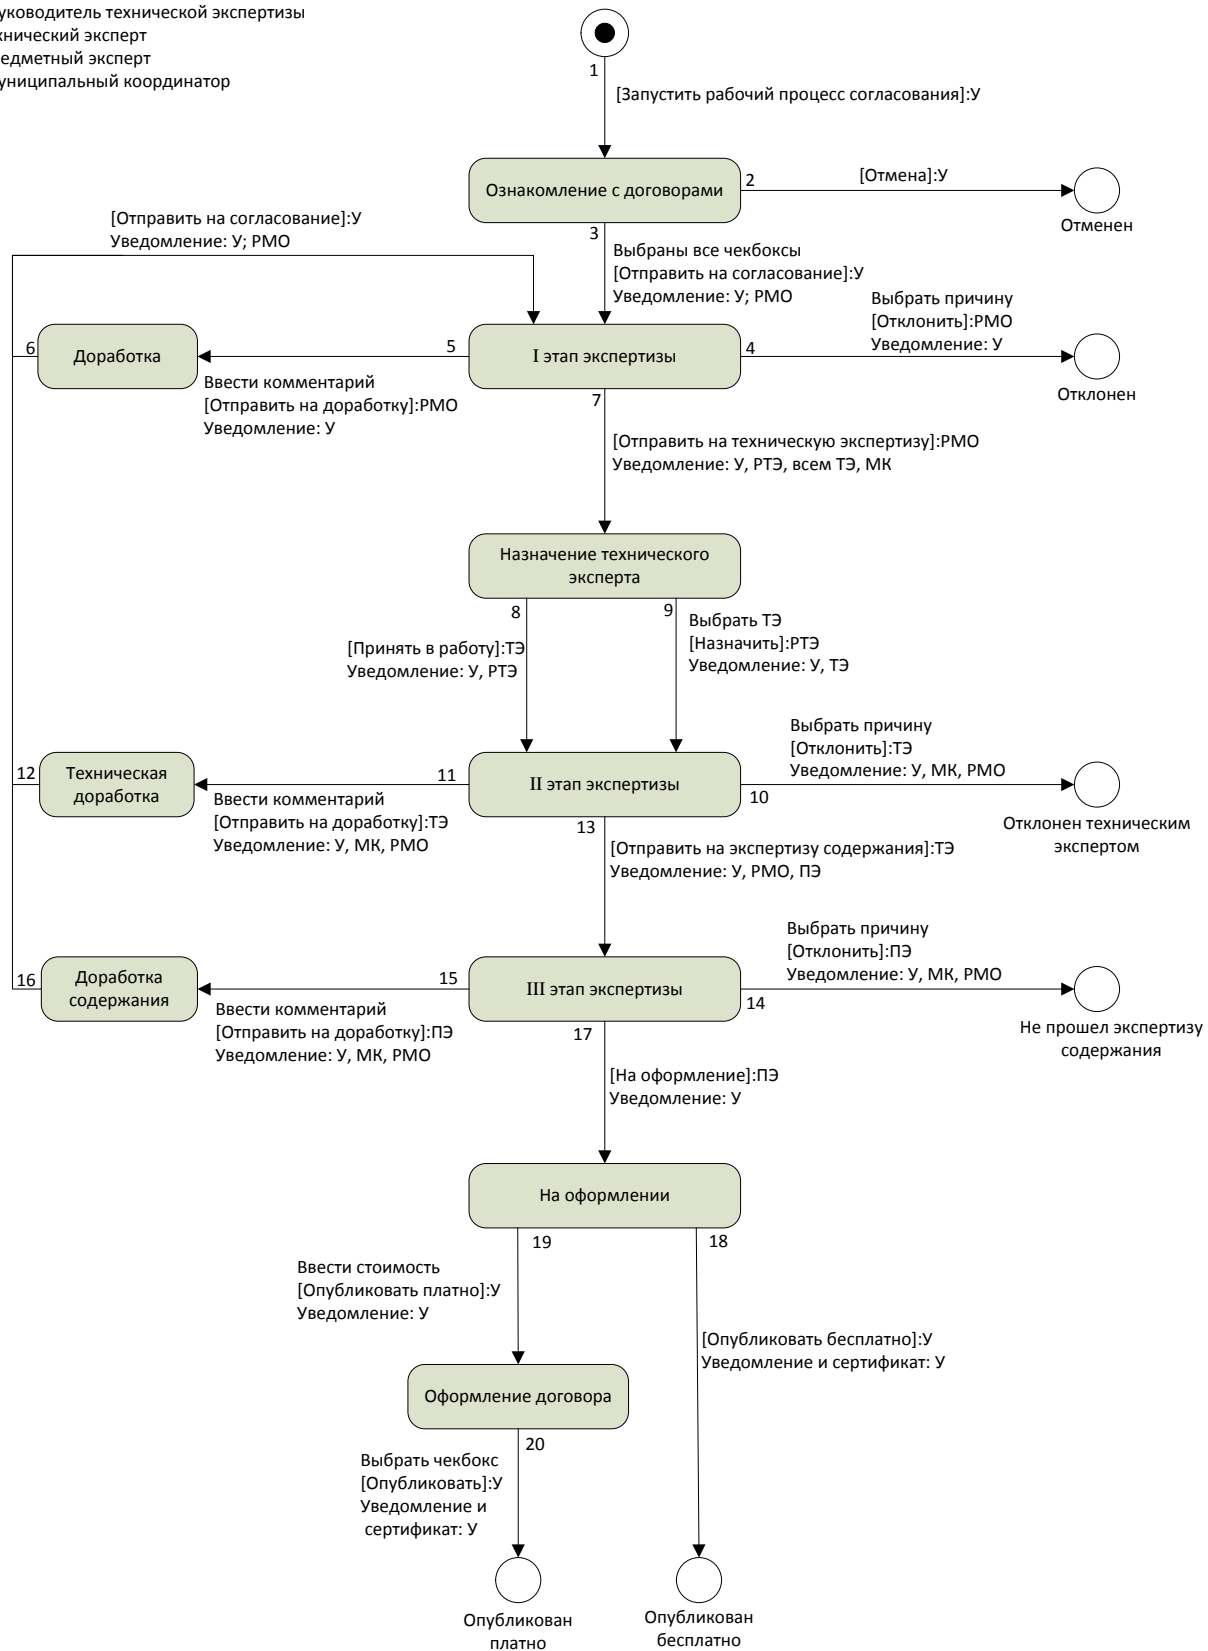 уководитель технической экспертизы
хнический эксперт
едметный эксперт
униципальный координатор
1
[Запустить рабочий процесс согласования]:У
Ознакомление с договорами
2
[Отмена]:У
Отменен
[Отправить на согласование]:У
Уведомление: У; РМО
3
Выбраны все чекбоксы
[Отправить на согласование]:У
Уведомление: У; РМО
Выбрать причину
[Отклонить]:РМО
Уведомление: У
6
Доработка
5
I этап экспертизы
4
Отклонен
Ввести комментарий
[Отправить на доработку]:РМО
Уведомление: У
7
[Отправить на техническую экспертизу]:РМО
Уведомление: У, РТЭ, всем ТЭ, МК
Назначение технического
эксперта
8
[Принять в работу]:ТЭ
Уведомление: У, РТЭ
9
Выбрать ТЭ
[Назначить]:РТЭ
Уведомление: У, ТЭ
Выбрать причину
[Отклонить]:ТЭ
Уведомление: У, МК, РМО
12
Техническая
доработка
11
II этап экспертизы
10
Отклонен техническим
экспертом
Ввести комментарий
[Отправить на доработку]:ТЭ
Уведомление: У, МК, РМО
13
[Отправить на экспертизу содержания]:ТЭ
Уведомление: У, РМО, ПЭ
Выбрать причину
[Отклонить]:ПЭ
Уведомление: У, МК, РМО
16
Доработка
содержания
15
III этап экспертизы
14
Не прошел экспертизу
содержания
Ввести комментарий
[Отправить на доработку]:ПЭ
Уведомление: У, МК, РМО
17
[На оформление]:ПЭ
Уведомление: У
На оформлении
19
18
Ввести стоимость
[Опубликовать платно]:У
Уведомление: У
[Опубликовать бесплатно]:У
Уведомление и сертификат: У
Оформление договора
20
Выбрать чекбокс
[Опубликовать]:У
Уведомление и
сертификат: У
Опубликован
платно
Опубликован
бесплатно